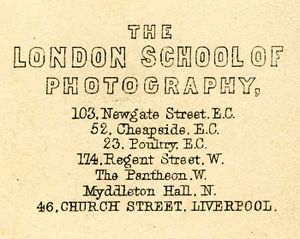 THE
LONDON SCHOOL OF
PHOTOGRAPHY,
103, Newgate Street. E.C.
52, Cheapside. E.C.
23. Poultry. E.C.
174, Regent Street, W.
The Pantheon. W.
Myddleton Hall, N.
46, CHURCH STREET, LIVERPOOL.